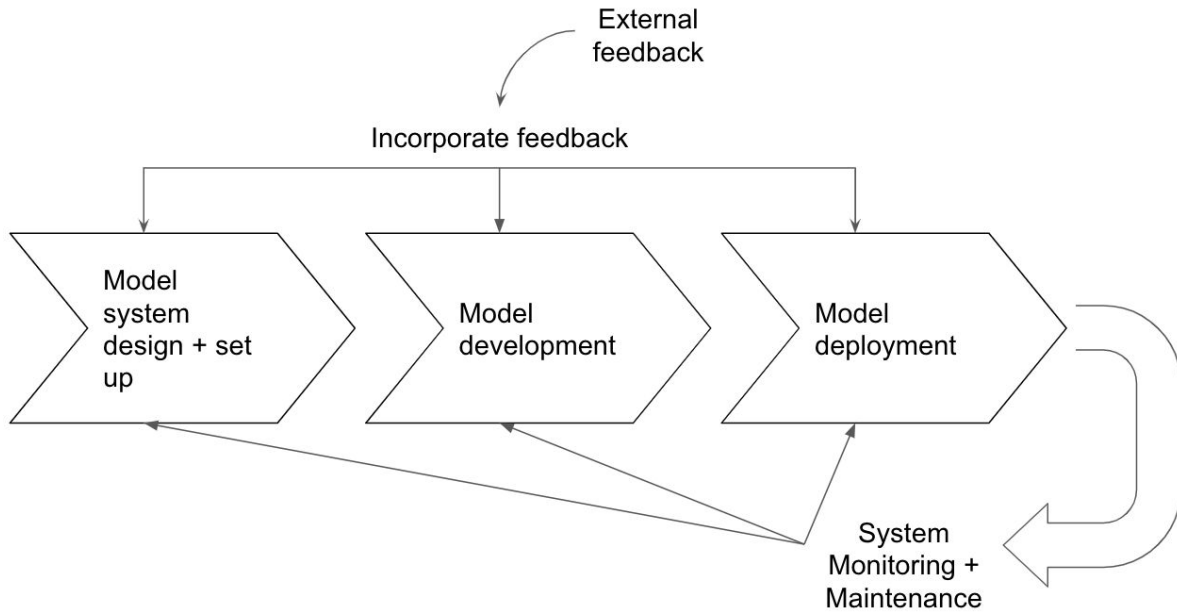 External
feedback
Incorporate feedback
Model
system
design + set
up
Model
development
Model
deployment
System
Monitoring +
Maintenance